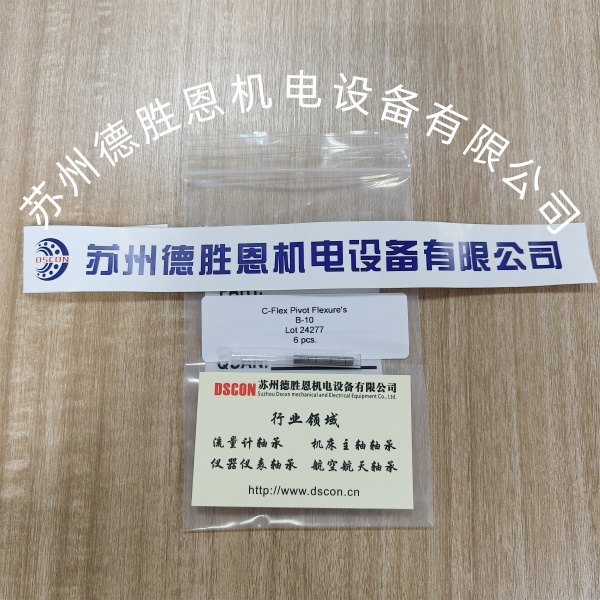 苏州德胜恩机电设备有限公司
DSCON
苏州德胜恩机电设备有限公司
PART:
C-Flex Pivot Flexure's
B-10
Lot 24277
6 pcs.
QUAN.
DSCON 苏州德胜恩机电设备有限公司
Suzhou Dscon mechanical and Electrical Equipment Co., Ltd.
行业领域
流量计轴承 机床主轴轴承
仪器仪表轴承 航空航天轴承
http://www.dscon.cn